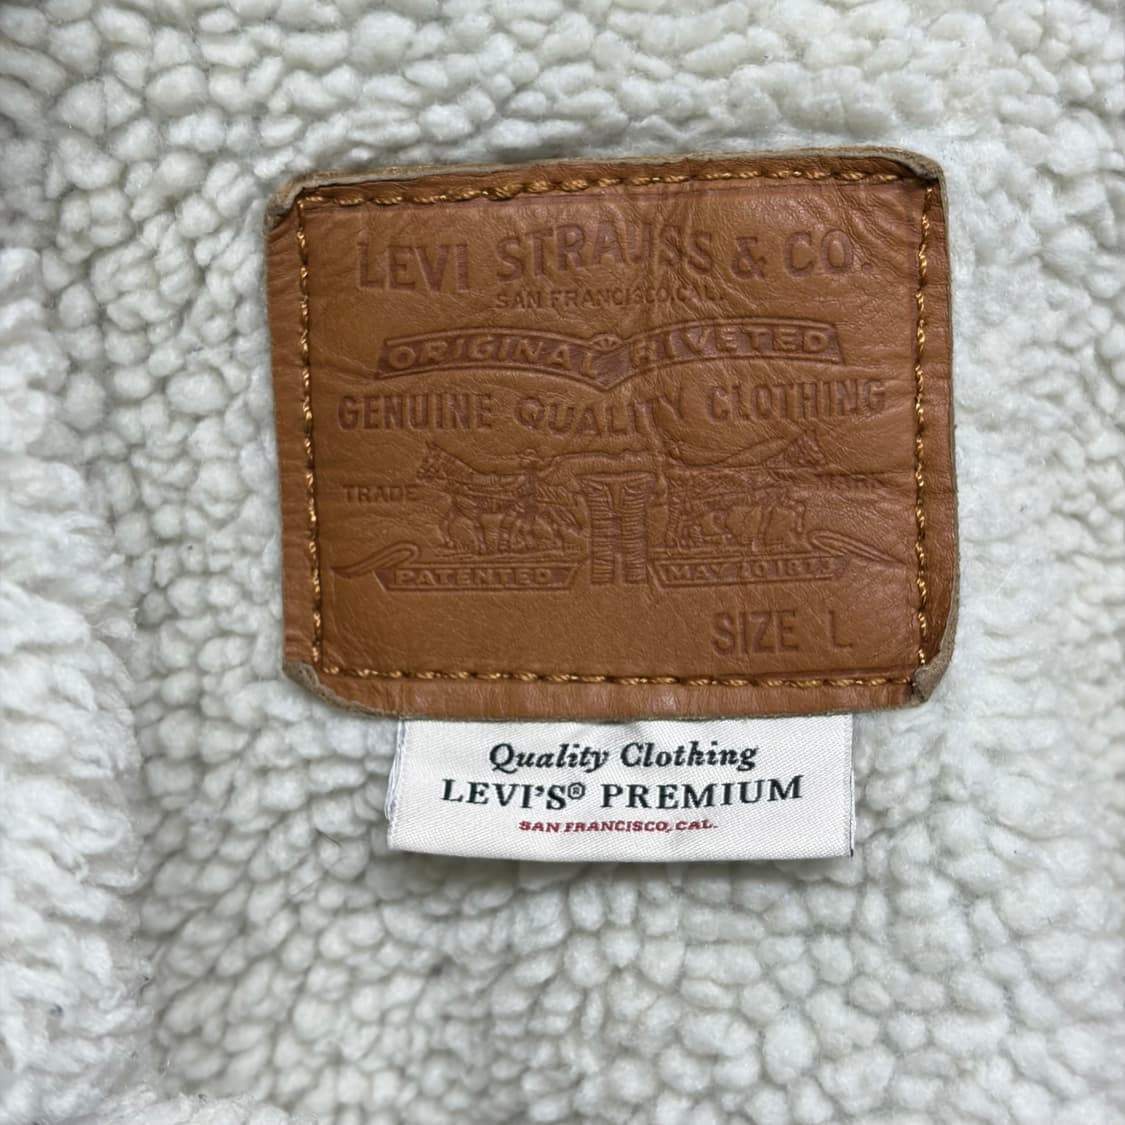 LEVI STRAUSS & CO.
SAN FRANCISCO, CAL.
ORIGINAL RIVETED
GENUINE QUALITY CLOTHING
TRADE MARK
PATENTED MAY 20 1873
SIZE L
Quality Clothing
LEVI'S® PREMIUM
SAN FRANCISCO, CAL.